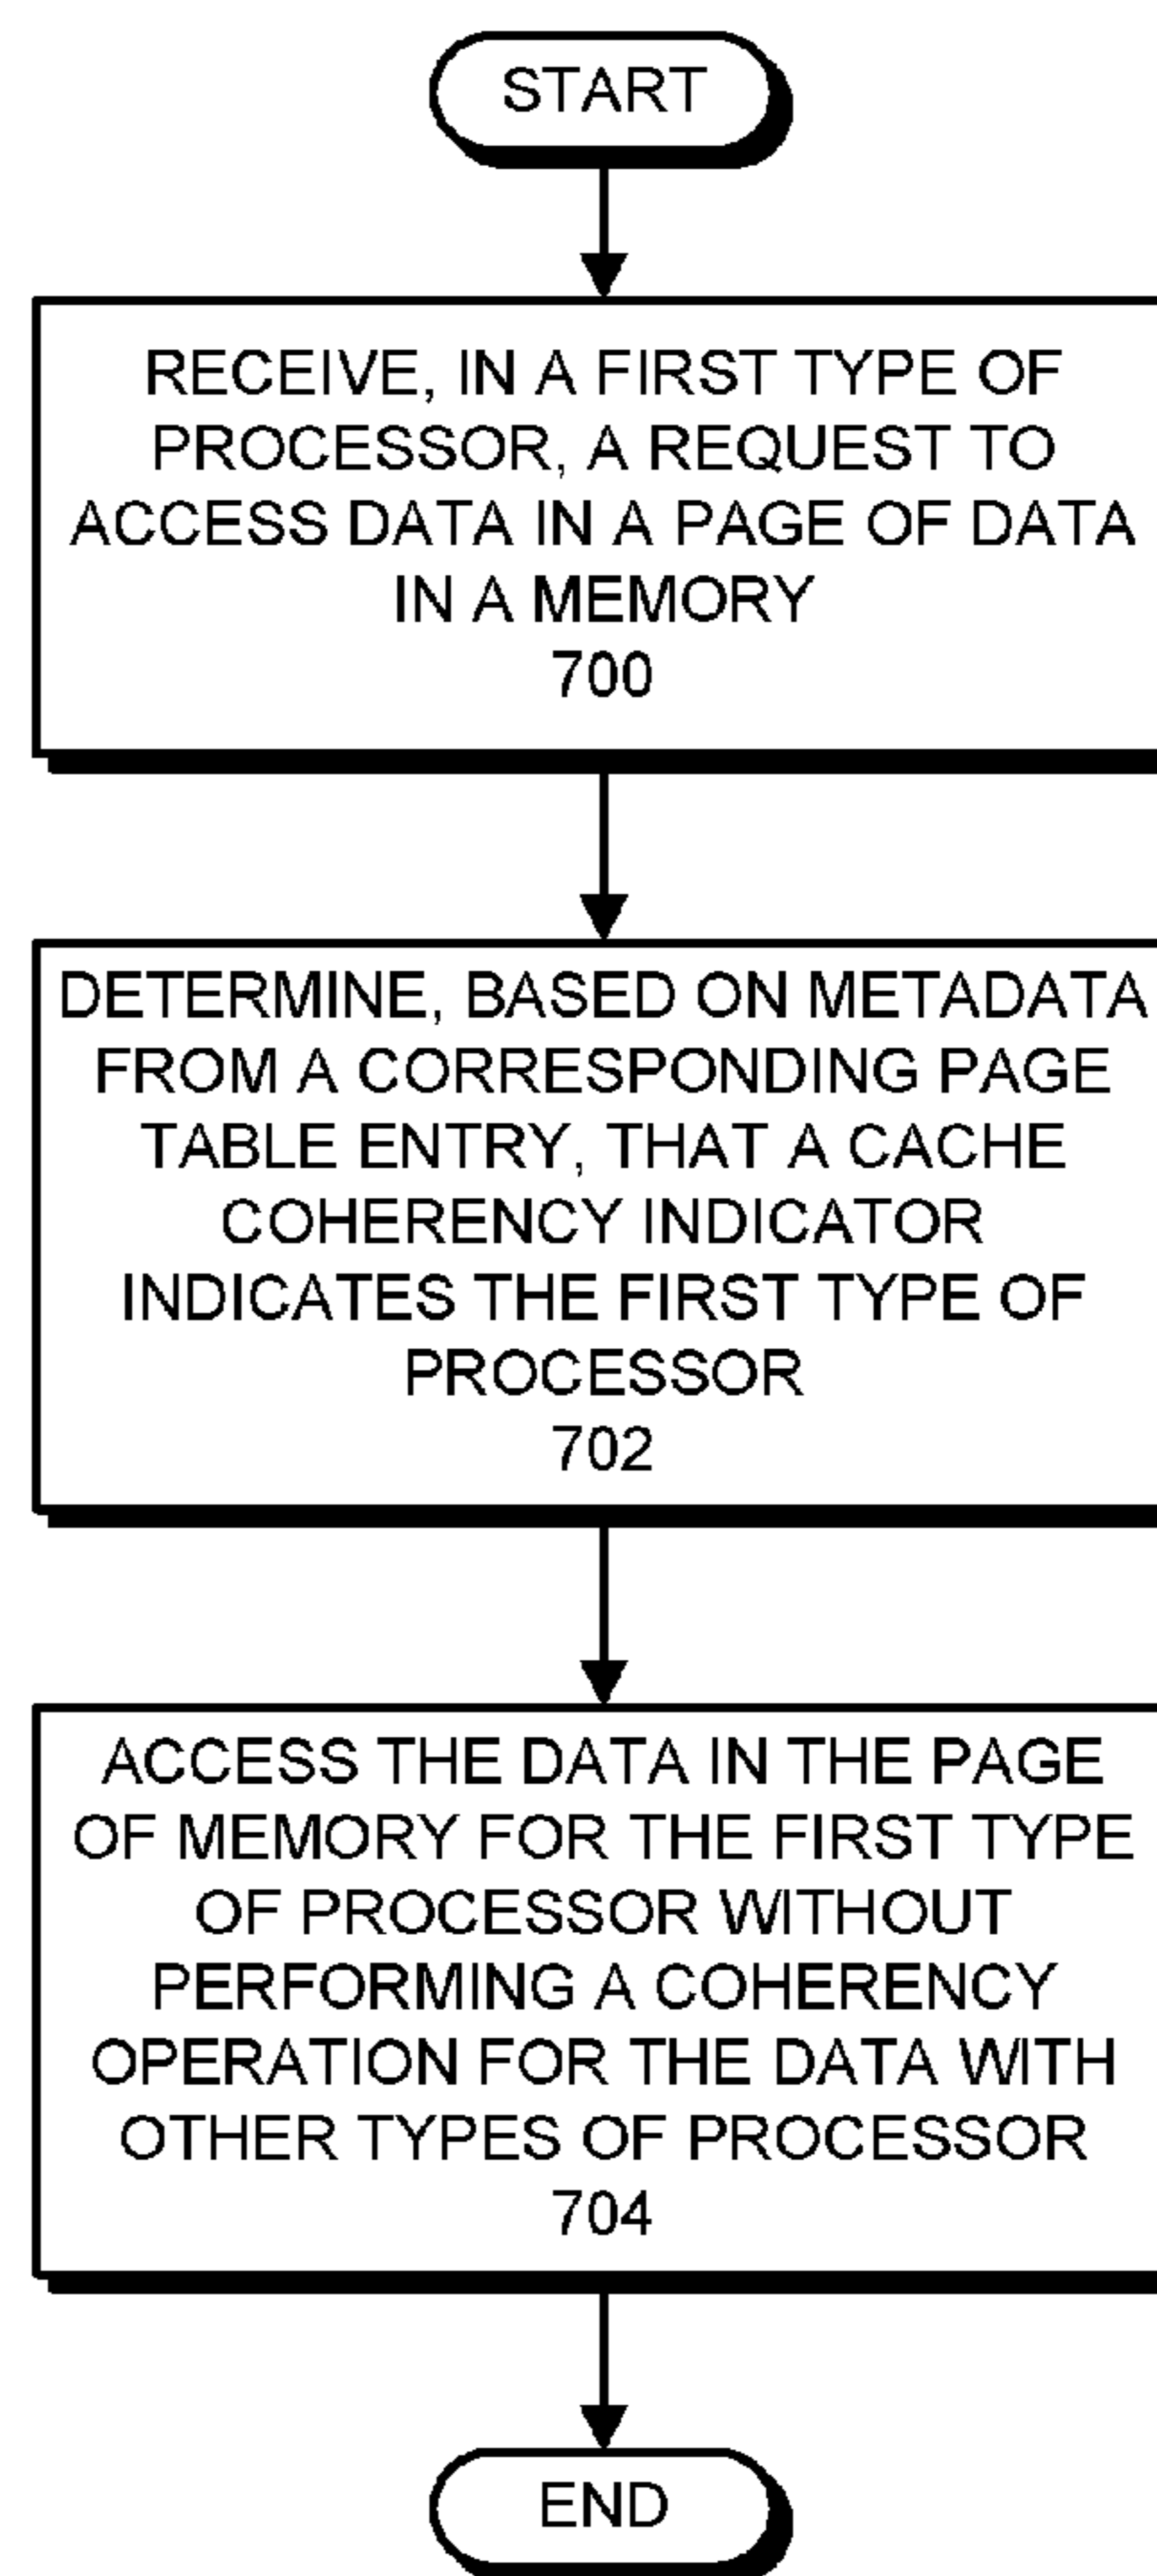 START
RECEIVE, IN A FIRST TYPE OF
PROCESSOR, A REQUEST TO
ACCESS DATA IN A PAGE OF DATA
IN A MEMORY
700
DETERMINE, BASED ON METADATA
FROM A CORRESPONDING PAGE
TABLE ENTRY, THAT A CACHE
COHERENCY INDICATOR
INDICATES THE FIRST TYPE OF
PROCESSOR
702
ACCESS THE DATA IN THE PAGE
OF MEMORY FOR THE FIRST TYPE
OF PROCESSOR WITHOUT
PERFORMING A COHERENCY
OPERATION FOR THE DATA WITH
OTHER TYPES OF PROCESSOR
704
END